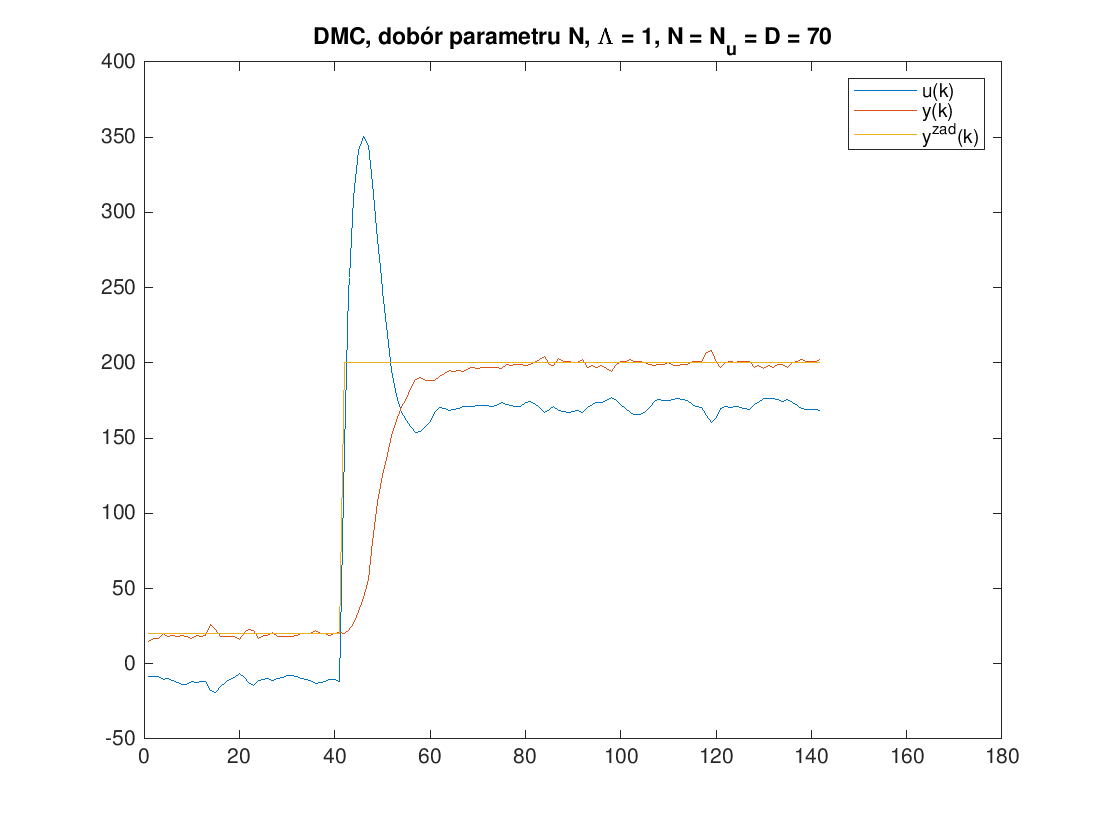 DMC, dobór parametru N, Λ = 1, N = N_u = D = 70
400
350
300
250
200
150
100
50
0
-50
0 20 40 60 80 100 120 140 160 180
u(k)
y(k)
y^zad(k)